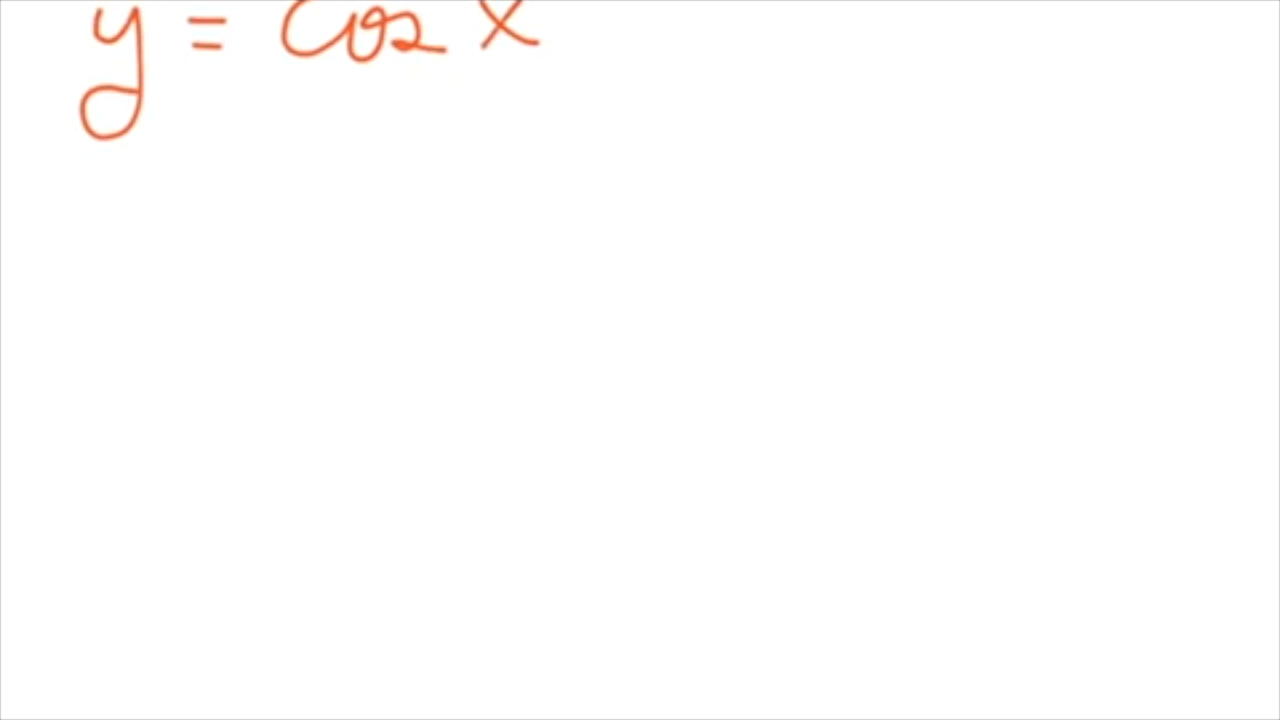 y = cos x